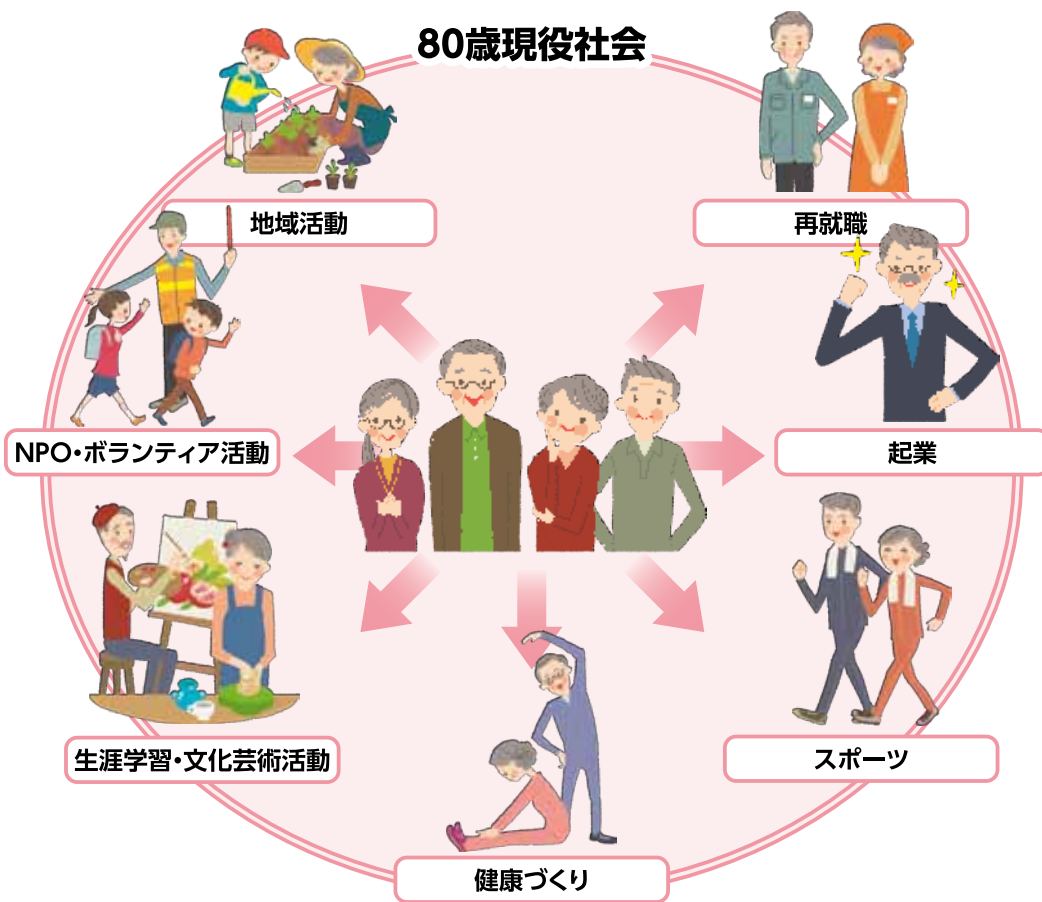 80歳現役社会
地域活動
再就職
NPO・ボランティア活動
起業
生涯学習・文化芸術活動
スポーツ
健康づくり